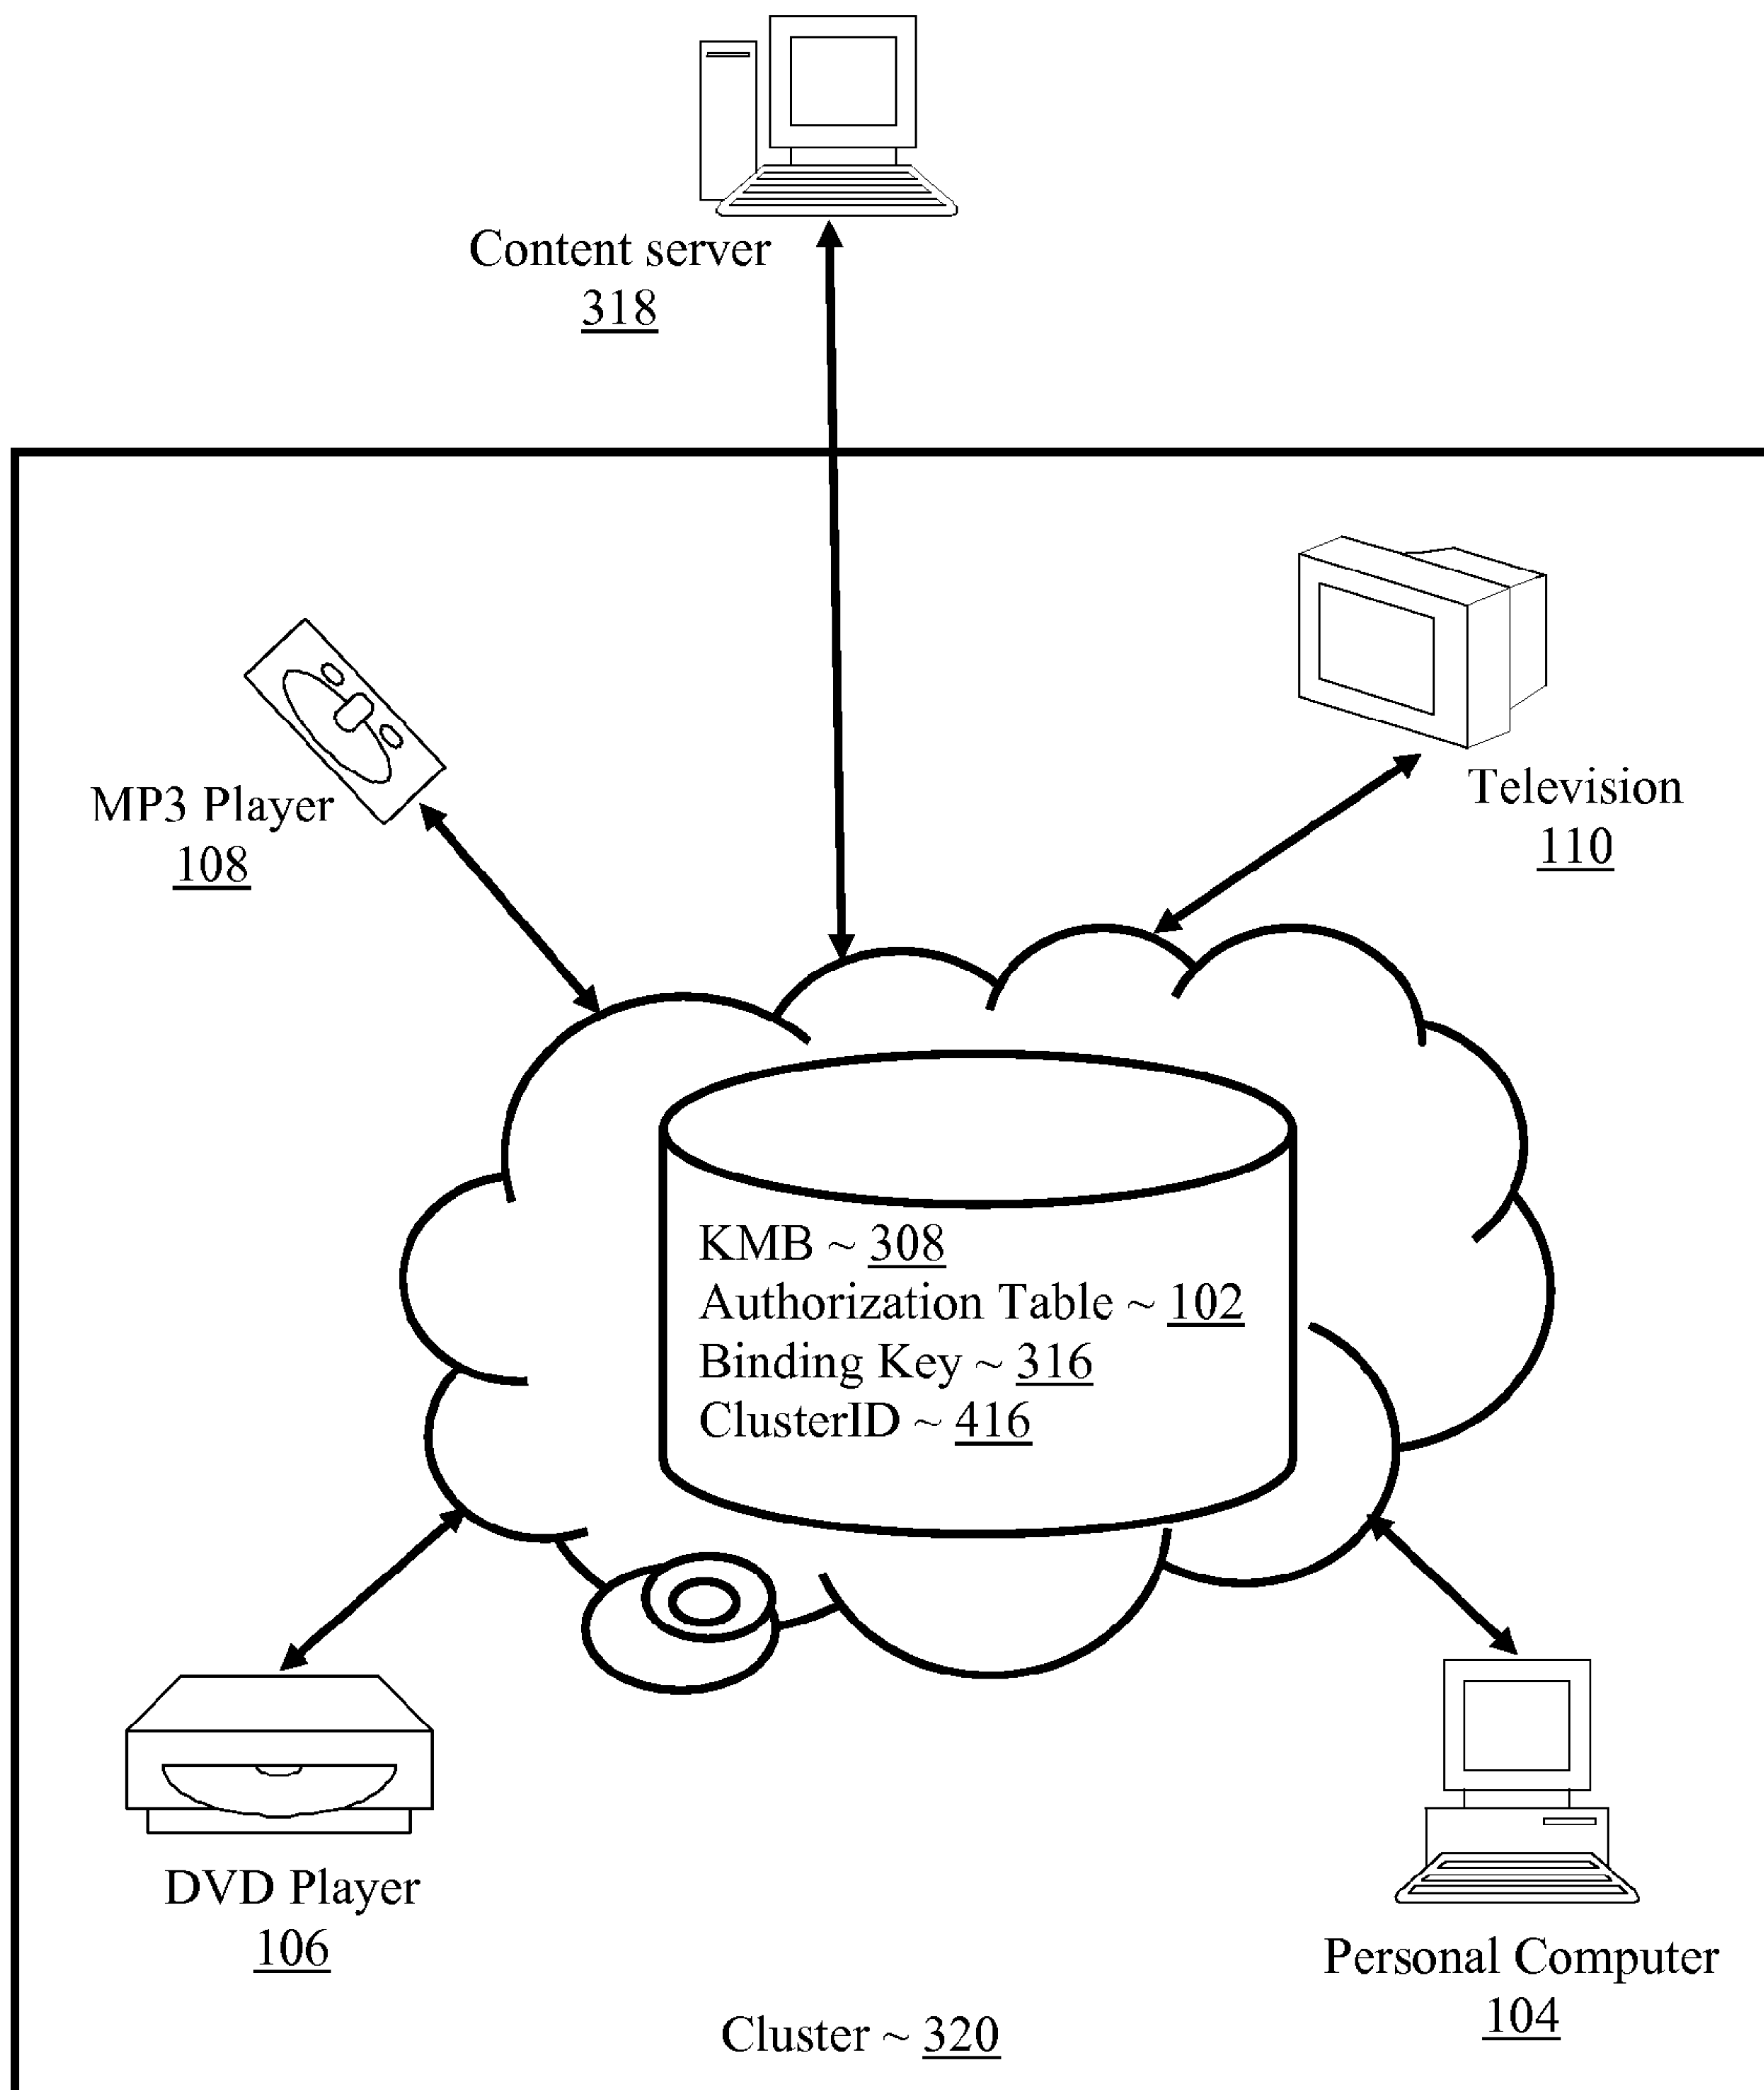 Content server
318
MP3 Player
108
Television
110
KMB ~ 308
Authorization Table ~ 102
Binding Key ~ 316
ClusterID ~ 416
DVD Player
106
Personal Computer
104
Cluster ~ 320